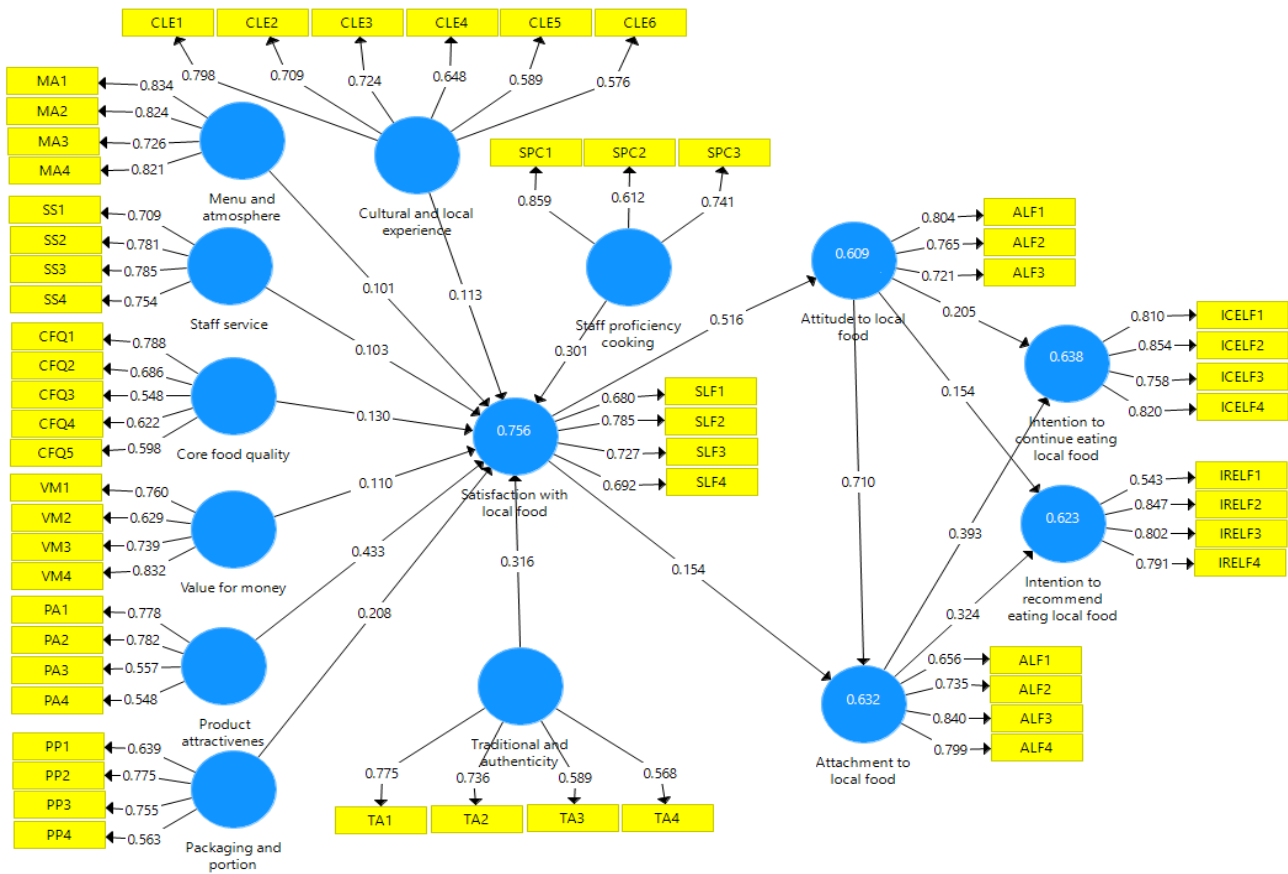 CLE1
CLE2
CLE3
CLE4
CLE5
CLE6
0.798
0.709
0.724
0.648
0.589
0.576
Cultural and local
experience
0.113
MA1
MA2
MA3
MA4
0.834
0.824
0.726
0.821
Menu and
atmosphere
0.101
SPC1
SPC2
SPC3
0.859
0.612
0.741
Staff proficiency
cooking
0.301
SS1
SS2
SS3
SS4
0.709
0.781
0.785
0.754
Staff service
0.103
CFQ1
CFQ2
CFQ3
CFQ4
CFQ5
0.788
0.686
0.548
0.622
0.598
Core food quality
0.130
VM1
VM2
VM3
VM4
0.760
0.629
0.739
0.832
Value for money
0.110
PA1
PA2
PA3
PA4
0.778
0.782
0.557
0.548
Product
attractivenes
0.433
PP1
PP2
PP3
PP4
0.639
0.775
0.755
0.563
Packaging and
portion
0.208
Traditional and
authenticity
0.316
0.775
0.736
0.589
0.568
TA1
TA2
TA3
TA4
0.756
Satisfaction with
local food
0.680
0.785
0.727
0.692
SLF1
SLF2
SLF3
SLF4
0.516
0.154
0.609
Attitude to local
food
0.804
0.765
0.721
ALF1
ALF2
ALF3
0.205
0.154
0.710
0.638
Intention to
continue eating
local food
0.810
0.854
0.758
0.820
ICELF1
ICELF2
ICELF3
ICELF4
0.623
Intention to
recommend
eating local food
0.543
0.847
0.802
0.791
IRELF1
IRELF2
IRELF3
IRELF4
0.393
0.324
0.632
Attachment to
local food
0.656
0.735
0.840
0.799
ALF1
ALF2
ALF3
ALF4